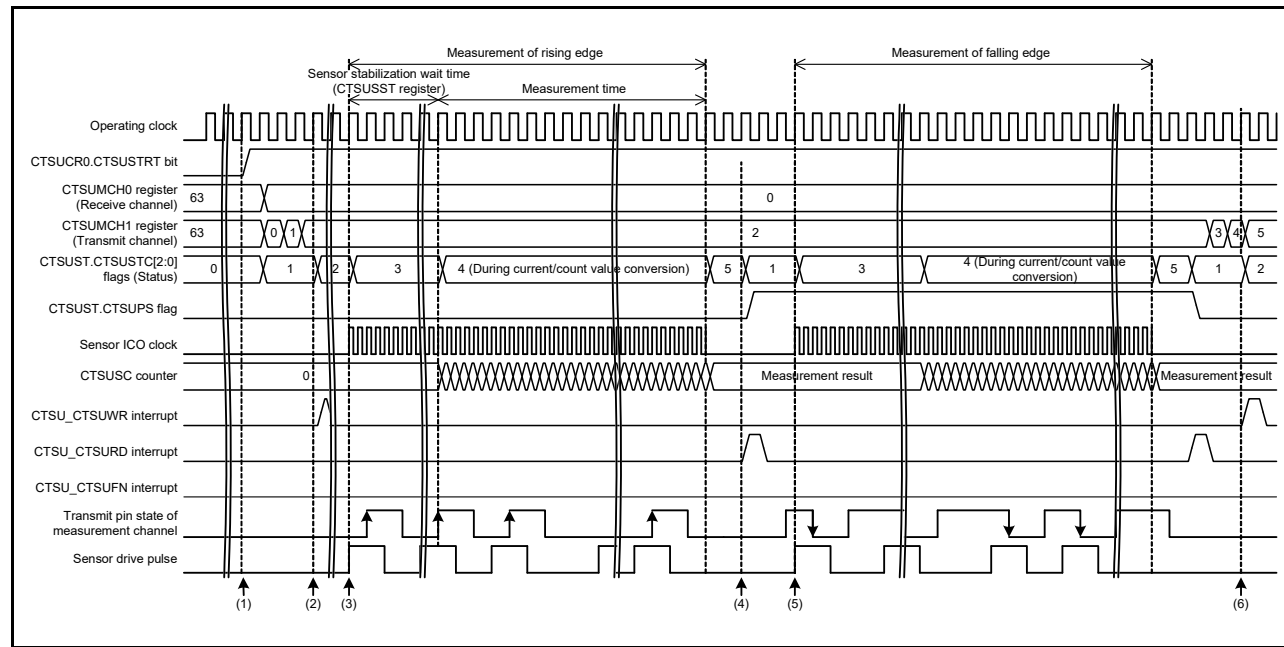 Measurement of rising edge
Measurement of falling edge
Sensor stabilization wait time
(CTSUSST register)
Measurement time
Operating clock
CTSUCR0.CTSUSTRT bit
CTSUMCH0 register
(Receive channel)
63
0
CTSUMCH1 register
(Transmit channel)
63
0
1
2
3
4
5
CTSUST.CTSUSTC[2:0]
flags (Status)
0
1
2
3
4 (During current/count value conversion)
5
1
3
4 (During current/count value
conversion)
5
1
2
CTSUST.CTSUPS flag
Sensor ICO clock
CTSUSC counter
0
Measurement result
Measurement result
CTSU_CTSUWR interrupt
CTSU_CTSURD interrupt
CTSU_CTSUFN interrupt
Transmit pin state of
measurement channel
Sensor drive pulse
(1)
(2)
(3)
(4)
(5)
(6)